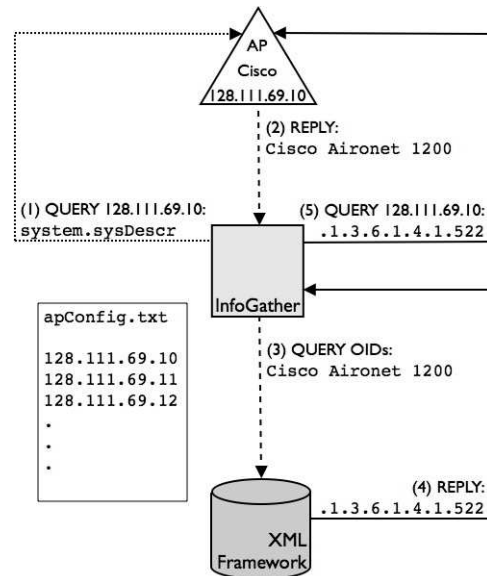 AP
Cisco
128.111.69.10
(2) REPLY:
Cisco Aironet 1200
(1) QUERY 128.111.69.10:
system.sysDescr
(5) QUERY 128.111.69.10:
.1.3.6.1.4.1.522
InfoGather
apConfig.txt
128.111.69.10
128.111.69.11
128.111.69.12
.
.
.
(3) QUERY OIDs:
Cisco Aironet 1200
(4) REPLY:
.1.3.6.1.4.1.522
XML
Framework